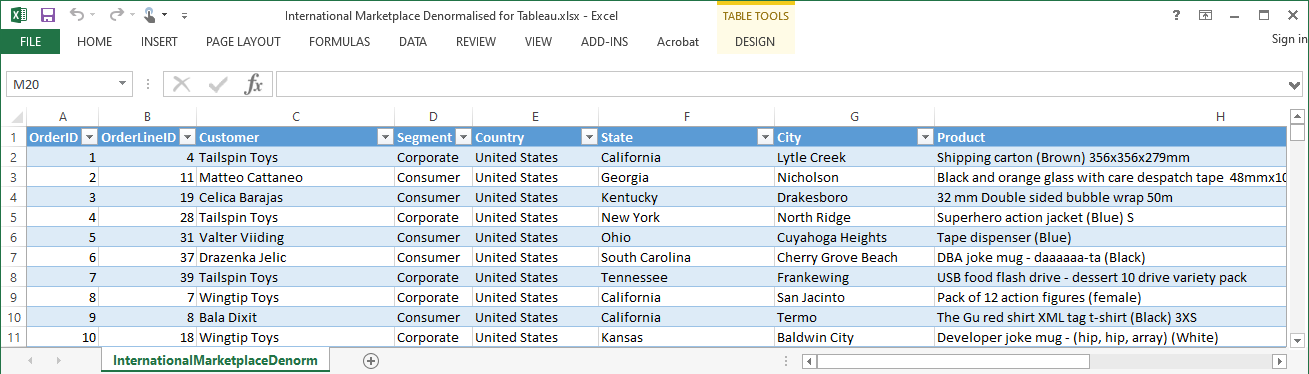 International Marketplace Denormalised for Tableau.xlsx - Excel
TABLE TOOLS
?
Sign in
FILE HOME INSERT PAGE LAYOUT FORMULAS DATA REVIEW VIEW ADD-INS Acrobat DESIGN
M20 fx
A B C D E F G H
1 OrderID OrderLineID Customer Segment Country State City Product
2 1 4 Tailspin Toys Corporate United States California Lytle Creek Shipping carton (Brown) 356x356x279mm
3 2 11 Matteo Cattaneo Consumer United States Georgia Nicholson Black and orange glass with care despatch tape 48mmx10
4 3 19 Celica Barajas Consumer United States Kentucky Drakesboro 32 mm Double sided bubble wrap 50m
5 4 28 Tailspin Toys Corporate United States New York North Ridge Superhero action jacket (Blue) S
6 5 31 Valter Viiding Consumer United States Ohio Cuyahoga Heights Tape dispenser (Blue)
7 6 37 Drazenka Jelic Consumer United States South Carolina Cherry Grove Beach DBA joke mug - daaaaaa-ta (Black)
8 7 39 Tailspin Toys Corporate United States Tennessee Frankewing USB food flash drive - dessert 10 drive variety pack
9 8 7 Wingtip Toys Corporate United States California San Jacinto Pack of 12 action figures (female)
10 9 8 Bala Dixit Consumer United States California Termo The Gu red shirt XML tag t-shirt (Black) 3XS
11 10 18 Wingtip Toys Corporate United States Kansas Baldwin City Developer joke mug - (hip, hip, array) (White)
InternationalMarketplaceDenorm